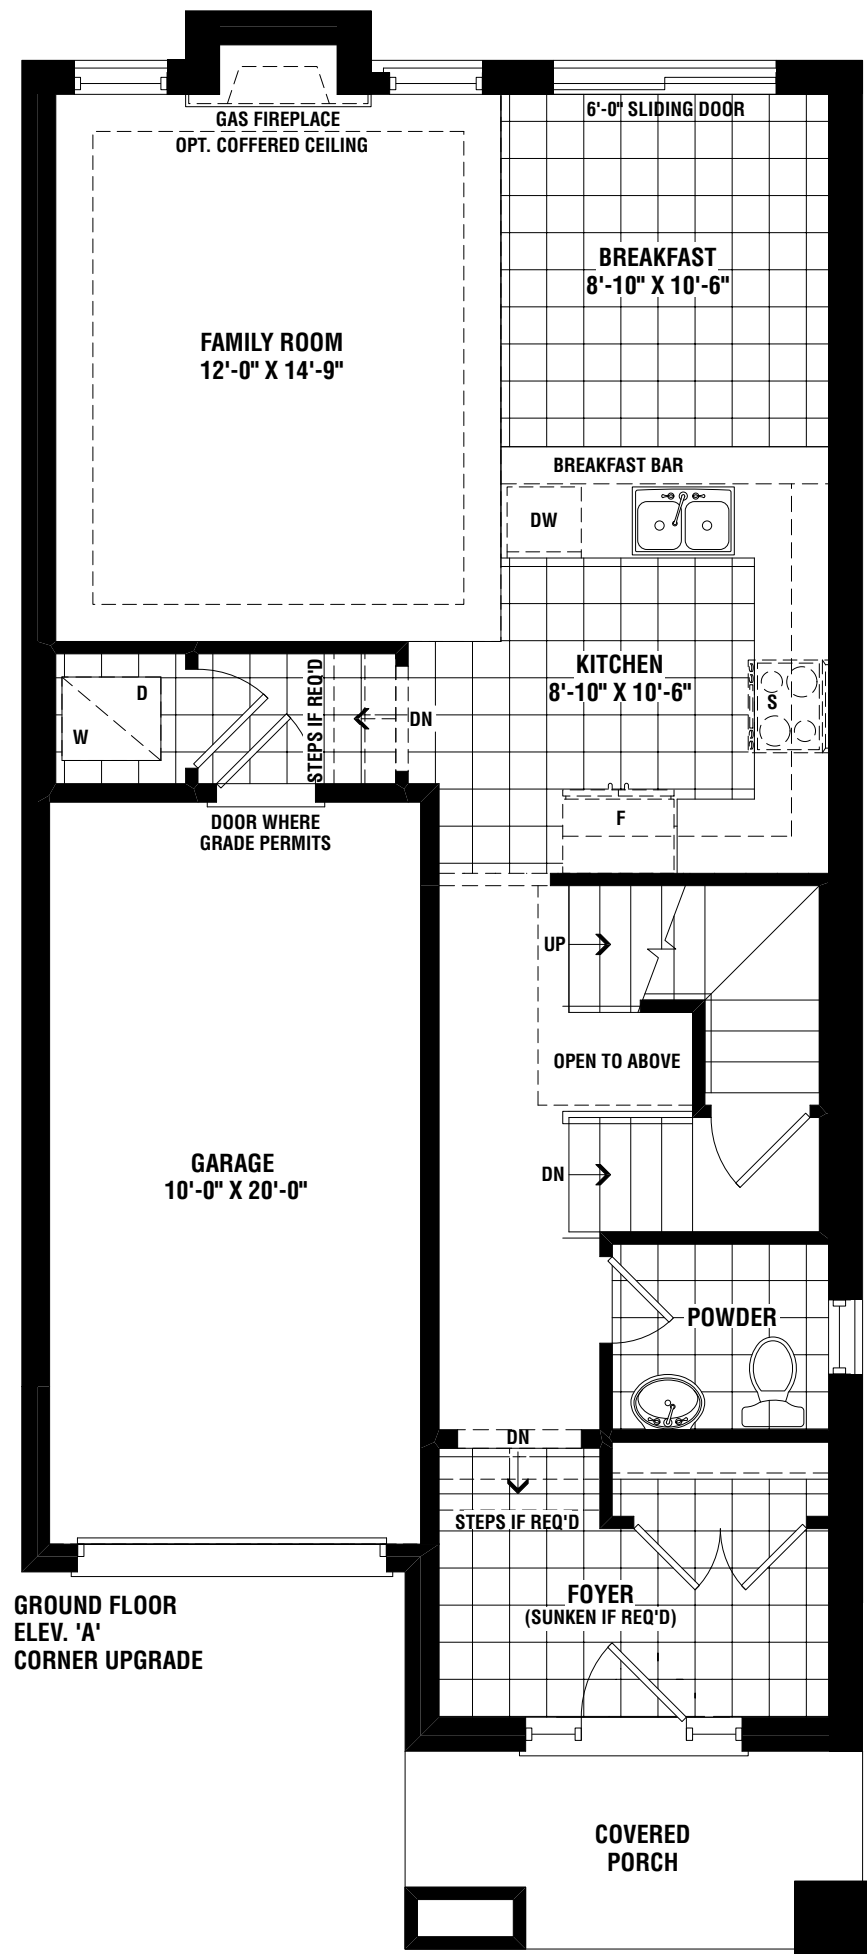 GAS FIREPLACE
OPT. COFFERED CEILING
6'-0" SLIDING DOOR
BREAKFAST
8'-10" X 10'-6"
FAMILY ROOM
12'-0" X 14'-9"
BREAKFAST BAR
DW
KITCHEN
8'-10" X 10'-6"
D
W
STEPS IF REQ'D
DN
S
F
DOOR WHERE
GRADE PERMITS
UP
OPEN TO ABOVE
GARAGE
10'-0" X 20'-0"
DN
POWDER
DN
STEPS IF REQ'D
FOYER
(SUNKEN IF REQ'D)
GROUND FLOOR
ELEV. 'A'
CORNER UPGRADE
COVERED
PORCH